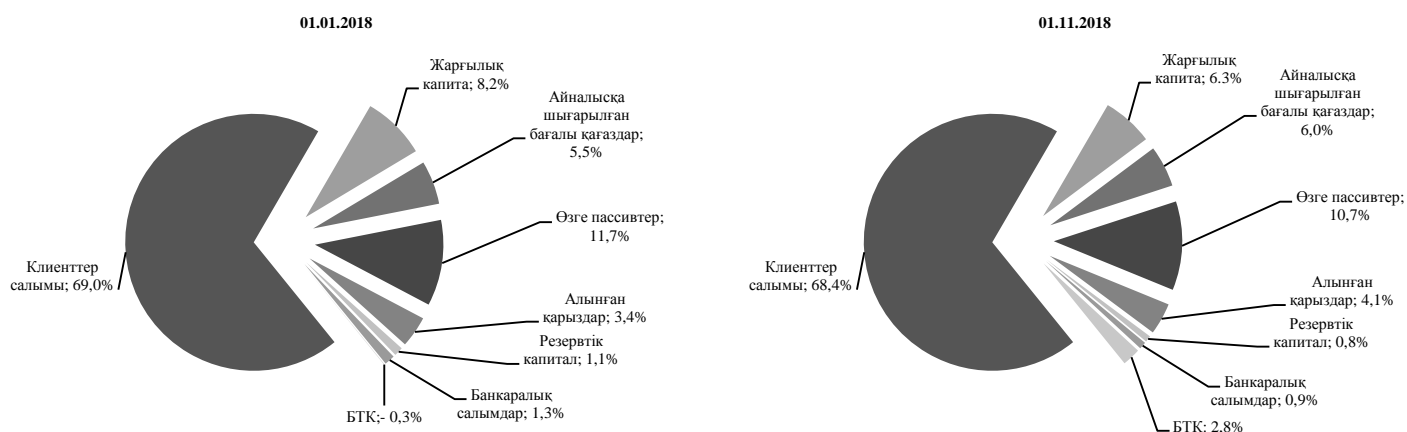 01.01.2018
Жарғылық
капита; 8,2%
Айналысқа
шығарылған
бағалы қағаздар;
5,5%
Өзге пассивтер;
11,7%
Алынған
қарыздар; 3,4%
Резервтік
капитал; 1,1%
Банкаралық
салымдар; 1,3%
БТК;- 0,3%
Клиенттер
салымы; 69,0%
01.11.2018
Жарғылық
капита; 6.3%
Айналысқа
шығарылған
бағалы қағаздар;
6,0%
Өзге пассивтер;
10,7%
Алынған
қарыздар; 4,1%
Резервтік
капитал; 0,8%
Банкаралық
салымдар; 0,9%
БТК; 2,8%
Клиенттер
салымы; 68,4%